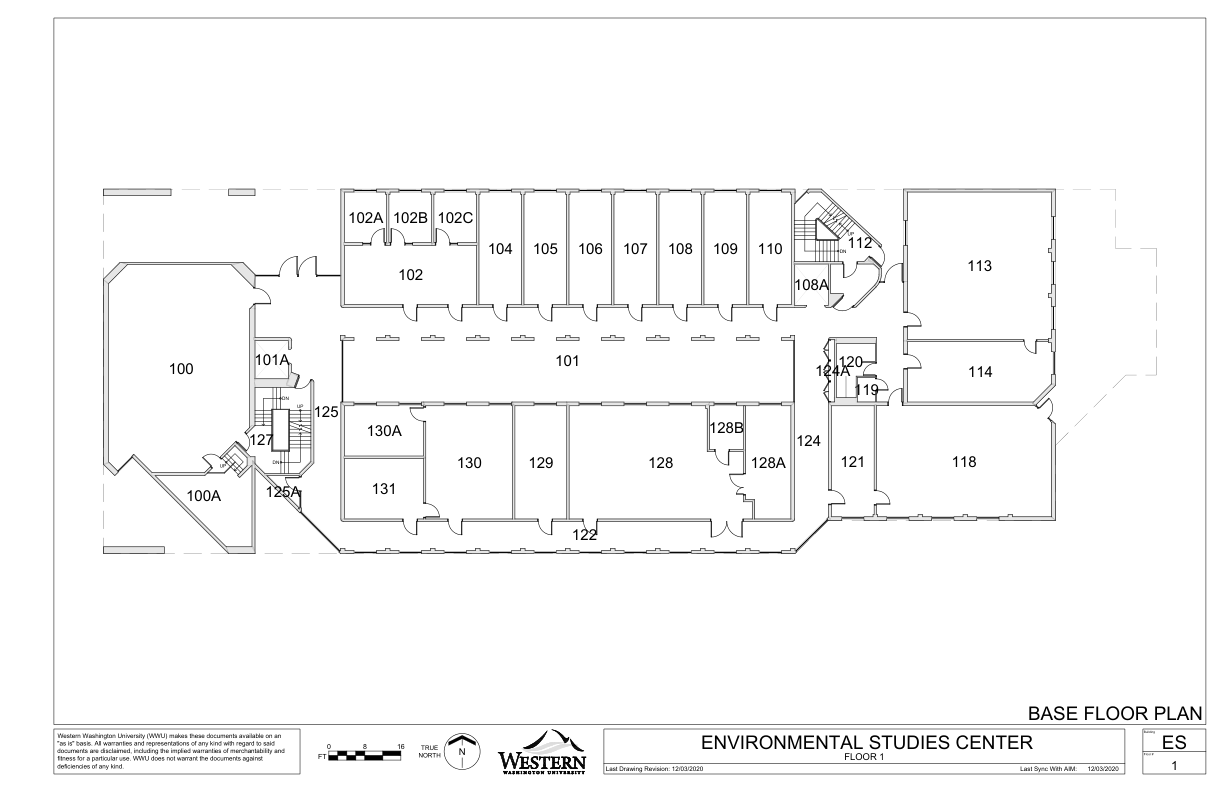 102A 102B 102C
104 105 106 107 108 109 110
UP
112
DN
113
102
108A
101
101A
100
120
124A
114
119
DN
UP
125
130A
128B
127
124
DN
UP
130 129 128 128A 121 118
131
125A
100A
122
BASE FLOOR PLAN
Western Washington University (WWU) makes these documents available on an
"as is" basis. All warranties and representations of any kind with regard to said
documents are disclaimed, including the implied warranties of merchantability and
fitness for a particular use. WWU does not warrant the documents against
deficiencies of any kind.
0 8 16
FT
TRUE
NORTH
N
WESTERN
WASHINGTON UNIVERSITY
ENVIRONMENTAL STUDIES CENTER
FLOOR 1
Last Drawing Revision: 12/03/2020
Last Sync With AIM: 12/03/2020
Building
ES
Floor #
1